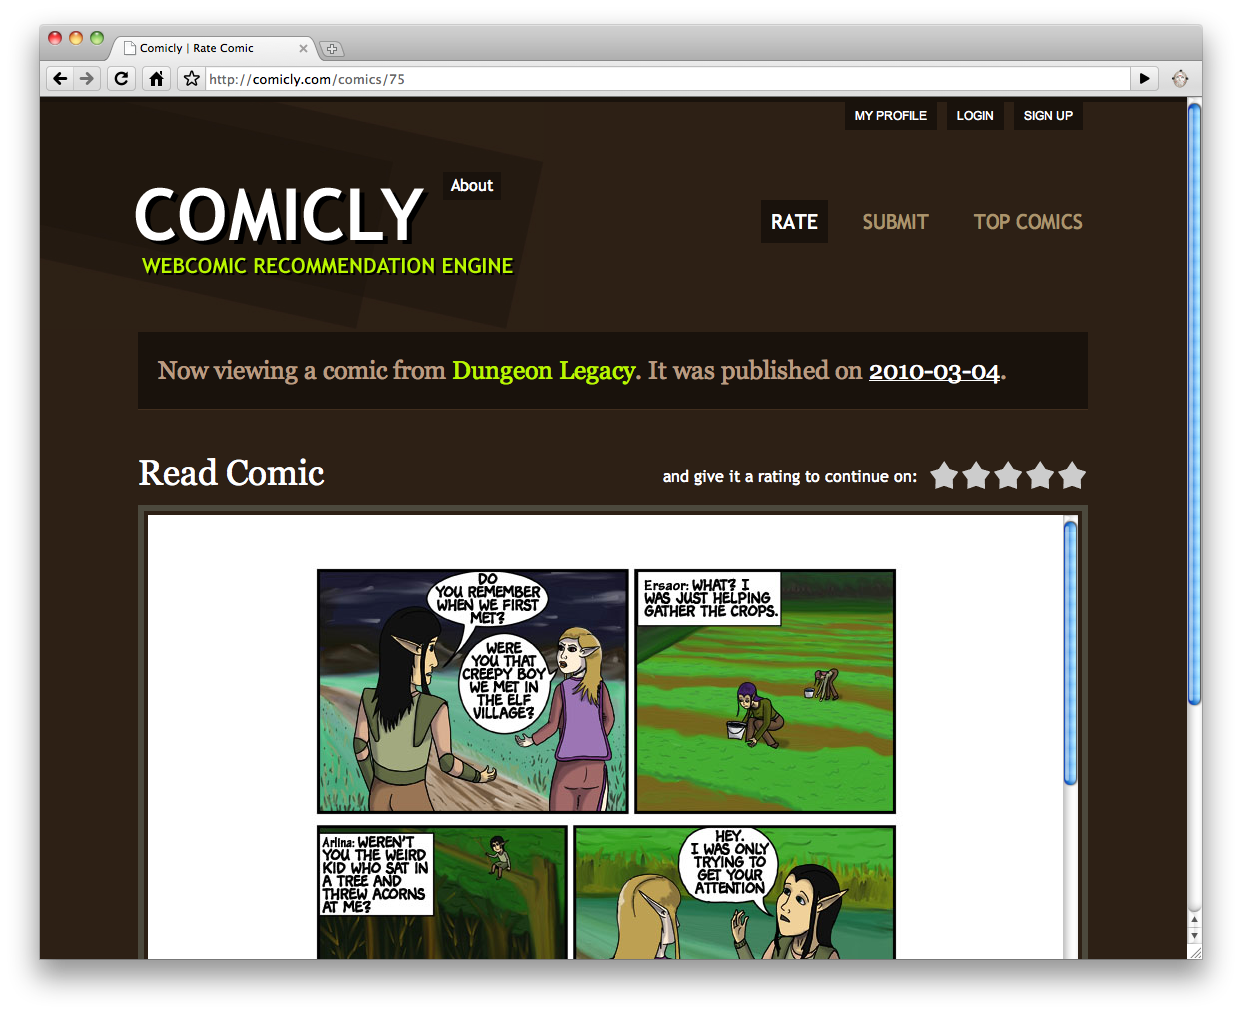 Comicly | Rate Comic
http://comicly.com/comics/75
MY PROFILE
LOGIN
SIGN UP
COMICLY
About
WEBCOMIC RECOMMENDATION ENGINE
RATE
SUBMIT
TOP COMICS
Now viewing a comic from Dungeon Legacy. It was published on 2010-03-04.
Read Comic
and give it a rating to continue on:
DO
YOU REMEMBER
WHEN WE FIRST
MET?
WERE
YOU THAT
CREEPY BOY
WE MET IN
THE ELF
VILLAGE?
Ersaor: WHAT? I
WAS JUST HELPING
GATHER THE CROPS.
Arlina: WEREN'T
YOU THE WEIRD
KID WHO SAT IN
A TREE AND
THREW ACORNS
AT ME?
HEY.
I WAS ONLY
TRYING TO
GET YOUR
ATTENTION